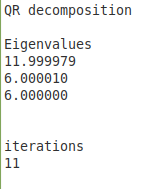 QR decomposition
Eigenvalues
11.999979
6.000010
6.000000
iterations
11